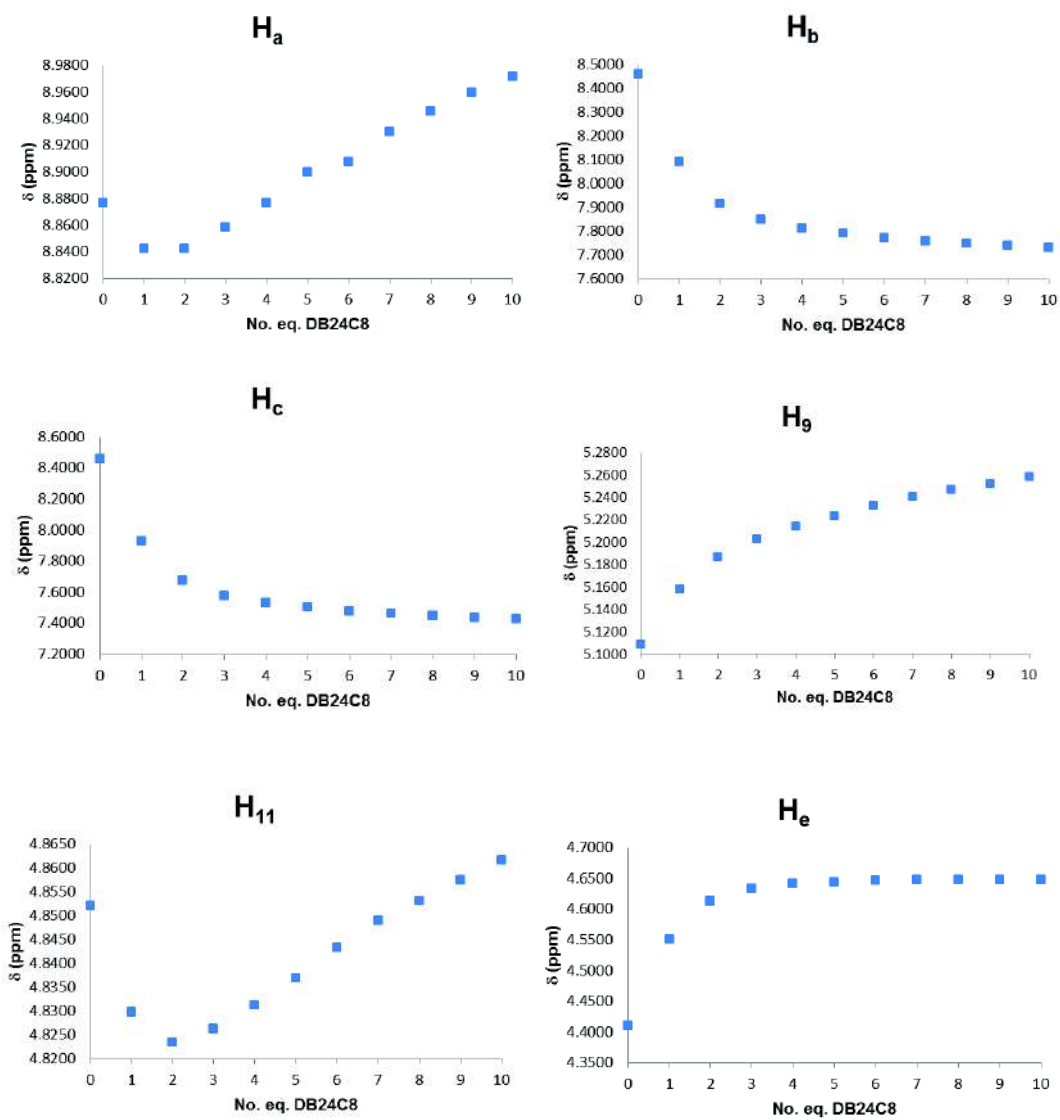 Ha
8.9800
8.9600
8.9400
8.9200
8.9000
8.8800
8.8600
8.8400
8.8200
δ (ppm)
0 1 2 3 4 5 6 7 8 9 10
No. eq. DB24C8
Hb
8.5000
8.4000
8.3000
8.2000
8.1000
8.0000
7.9000
7.8000
7.7000
7.6000
δ (ppm)
0 1 2 3 4 5 6 7 8 9 10
No. eq. DB24C8
Hc
8.6000
8.4000
8.2000
8.0000
7.8000
7.6000
7.4000
7.2000
δ (ppm)
0 1 2 3 4 5 6 7 8 9 10
No. eq. DB24C8
H9
5.2800
5.2600
5.2400
5.2200
5.2000
5.1800
5.1600
5.1400
5.1200
5.1000
δ (ppm)
0 1 2 3 4 5 6 7 8 9 10
No. eq. DB24C8
H11
4.8650
4.8600
4.8550
4.8500
4.8450
4.8400
4.8350
4.8300
4.8250
4.8200
δ (ppm)
0 1 2 3 4 5 6 7 8 9 10
No. eq. DB24C8
He
4.7000
4.6500
4.6000
4.5500
4.5000
4.4500
4.4000
4.3500
δ (ppm)
0 1 2 3 4 5 6 7 8 9 10
No. eq. DB24C8